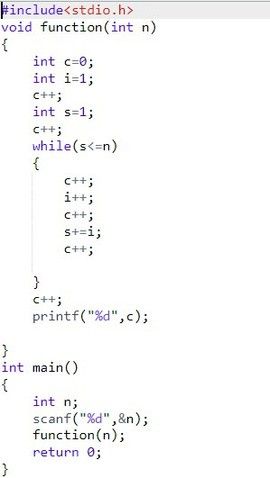 #include<stdio.h>
void function(int n)
{
    int c=0;
    int i=1;
    c++;
    int s=1;
    c++;
    while(s<=n)
    {
        c++;
        i++;
        c++;
        s+=i;
        c++;

    }
    c++;
    printf("%d",c);

}
int main()
{
    int n;
    scanf("%d",&n);
    function(n);
    return 0;
}